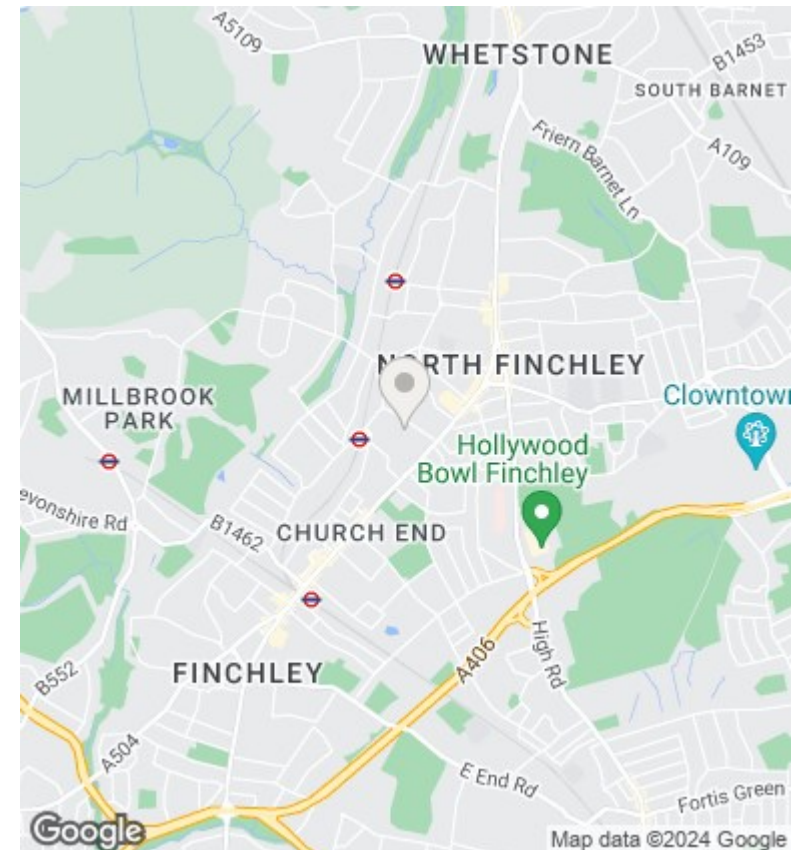 A5109
WHETSTONE
B1453
SOUTH BARNET
Friern Barnet Ln
A109
NORTH FINCHLEY
MILLBROOK
PARK
Clowntown
Hollywood
Bowl Finchley
evonshire Rd
B1462
CHURCH END
A406
High Rd
FINCHLEY
B552
A504
E End Rd
Fortis Green
Google
Map data ©2024 Google